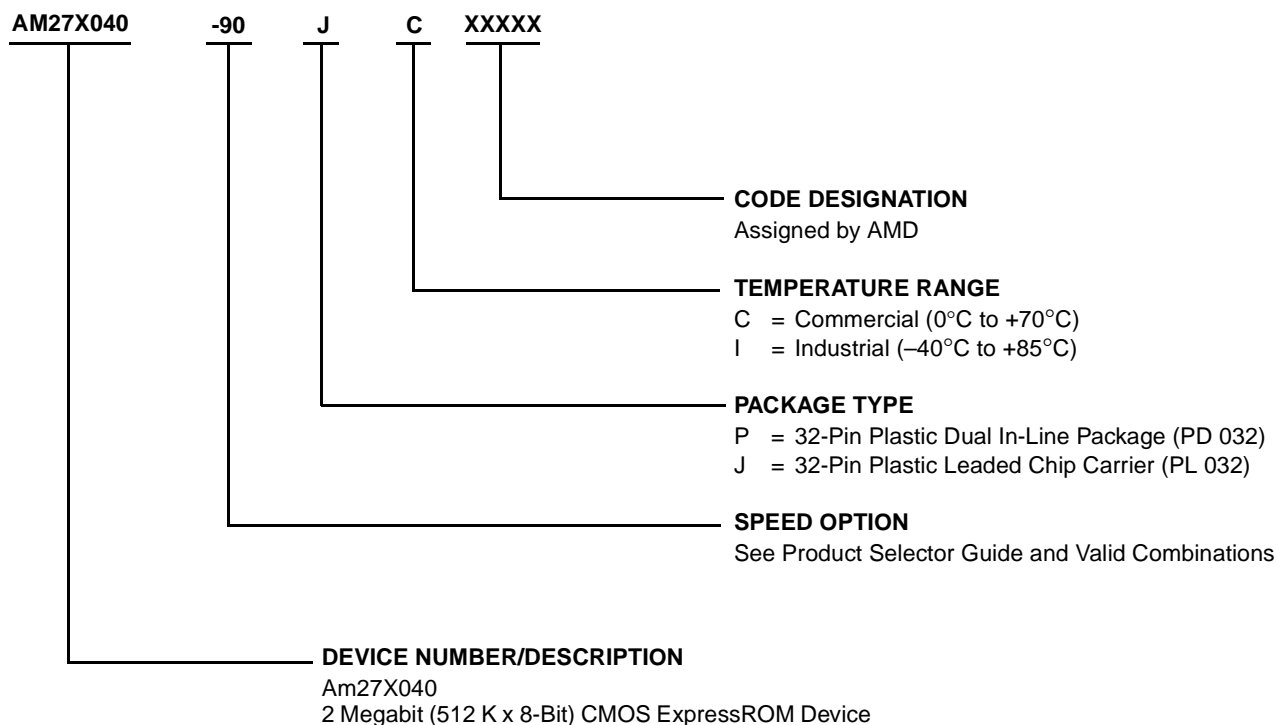 AM27X040 -90 J C XXXXX
CODE DESIGNATION
Assigned by AMD
TEMPERATURE RANGE
C = Commercial (0°C to +70°C)
I = Industrial (–40°C to +85°C)
PACKAGE TYPE
P = 32-Pin Plastic Dual In-Line Package (PD 032)
J = 32-Pin Plastic Leaded Chip Carrier (PL 032)
SPEED OPTION
See Product Selector Guide and Valid Combinations
DEVICE NUMBER/DESCRIPTION
Am27X040
2 Megabit (512 K x 8-Bit) CMOS ExpressROM Device